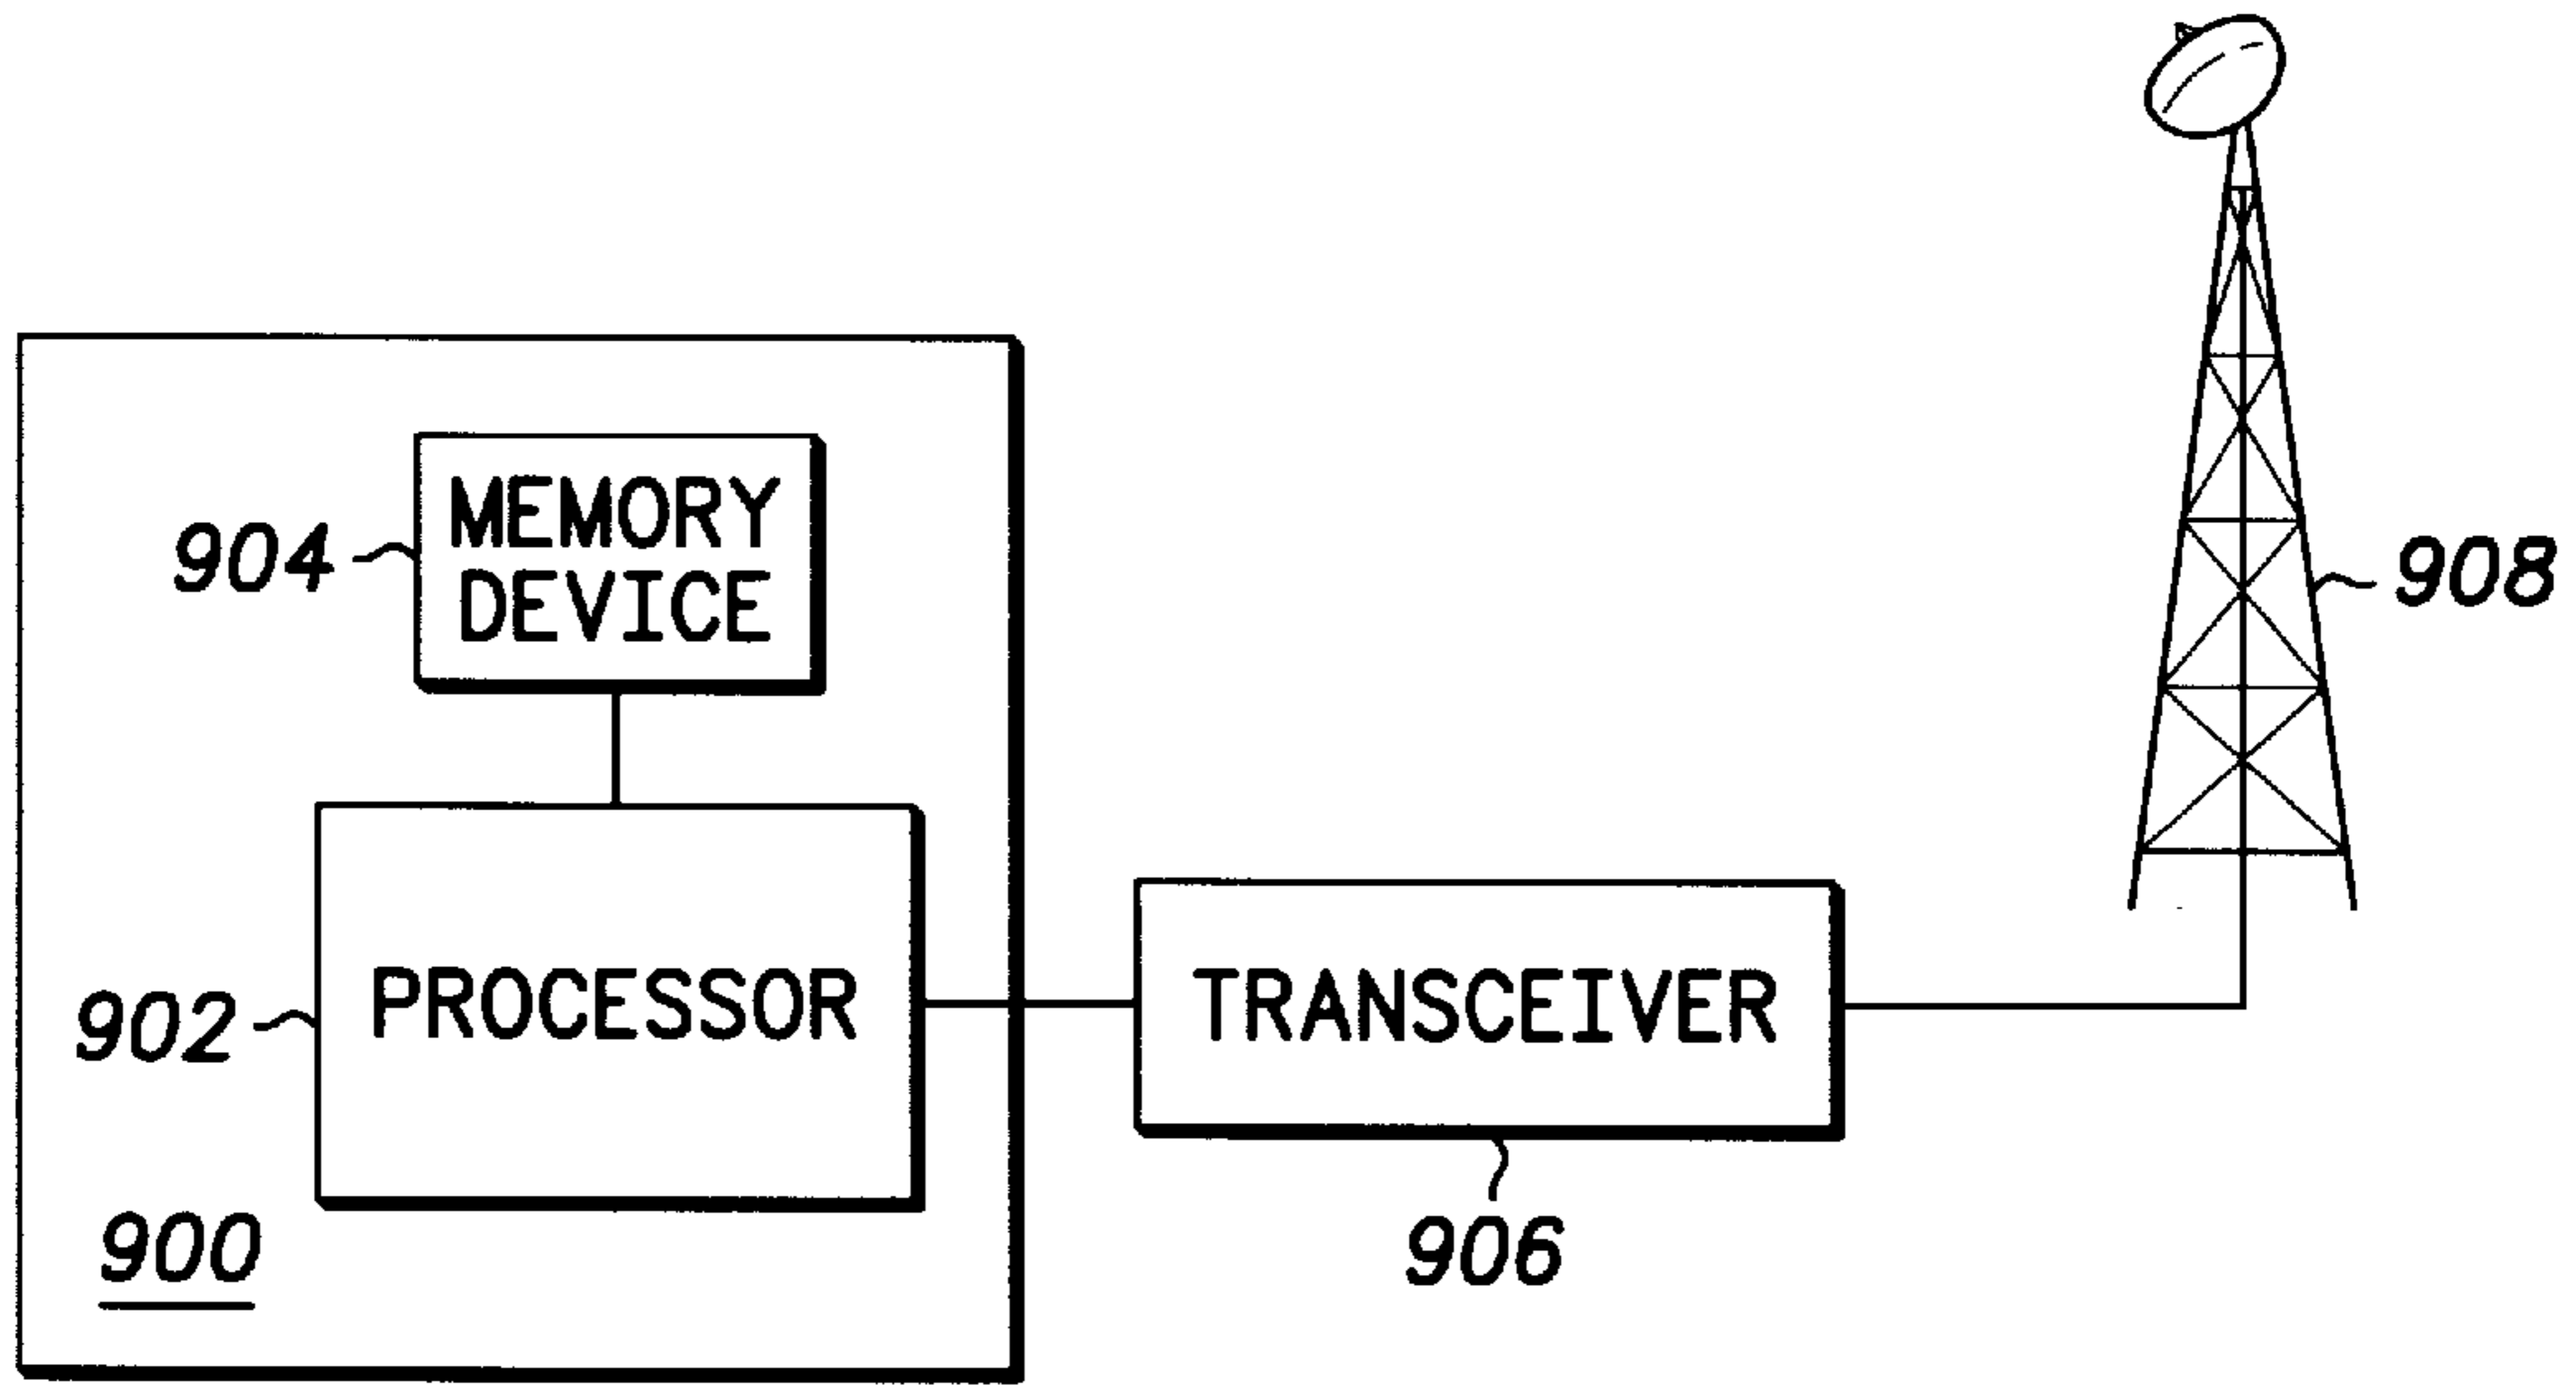 MEMORY
DEVICE
904
908
PROCESSOR
902
TRANSCEIVER
900
906